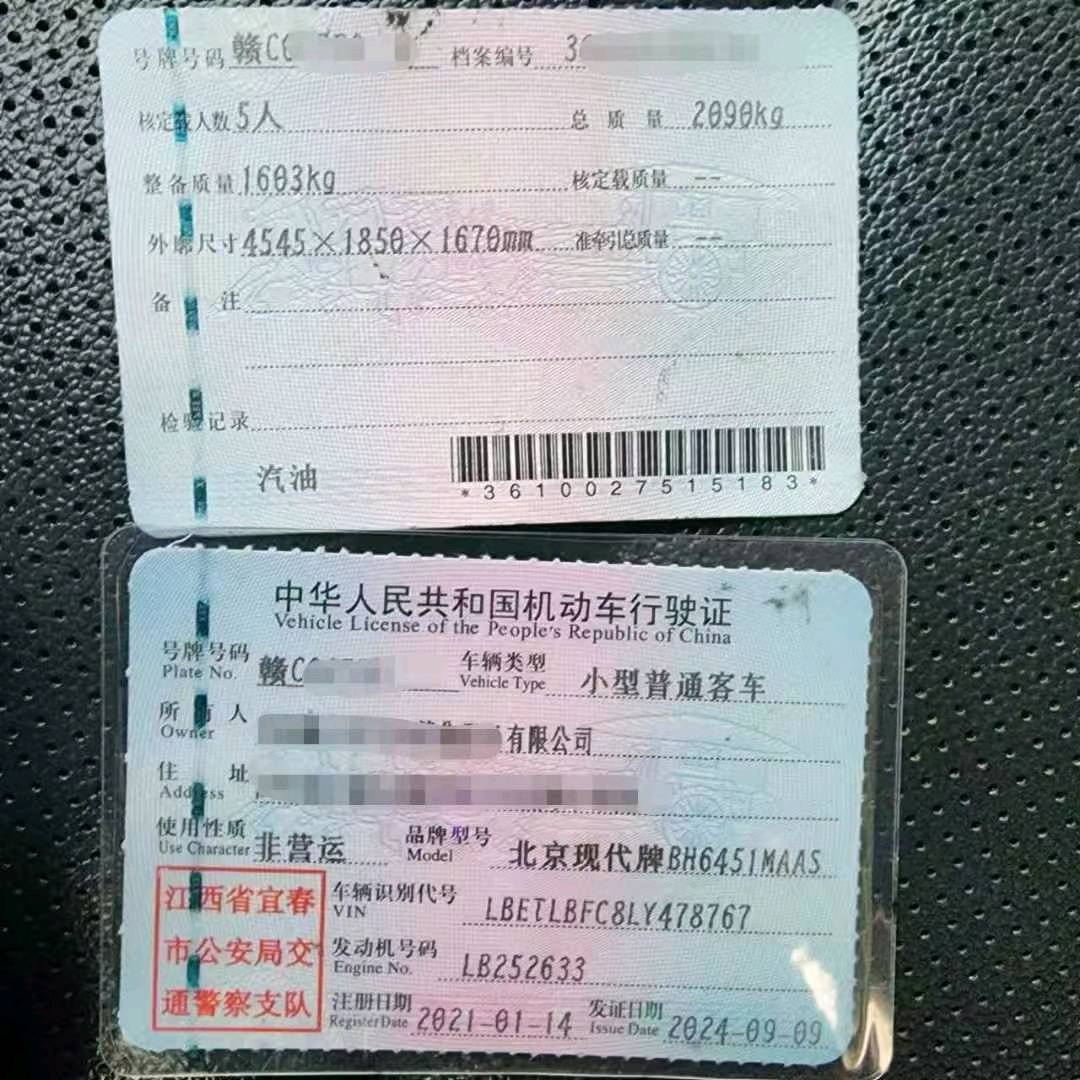 号牌号码 赣C 档案编号 3
核定载人数 5人 总质量 2090kg
整备质量 1603kg 核定载质量 --
外廓尺寸 4545×1850×1670mm 准牵引总质量 --
备注
检验记录
汽油
*3610027515183*
中华人民共和国机动车行驶证
Vehicle License of the People's Republic of China
号牌号码 赣C 车辆类型 小型普通客车
Plate No. Vehicle Type
所有人 有限公司
Owner
住址
Address
使用性质 非营运 品牌型号 北京现代牌BH6451MAAS
Use Character Model
江西省宜春
市公安局交
通警察支队
车辆识别代号 LBETLBFC8LY478767
VIN
发动机号码 LB252633
Engine No.
注册日期 2021-01-14 发证日期 2024-09-09
Register Date Issue Date